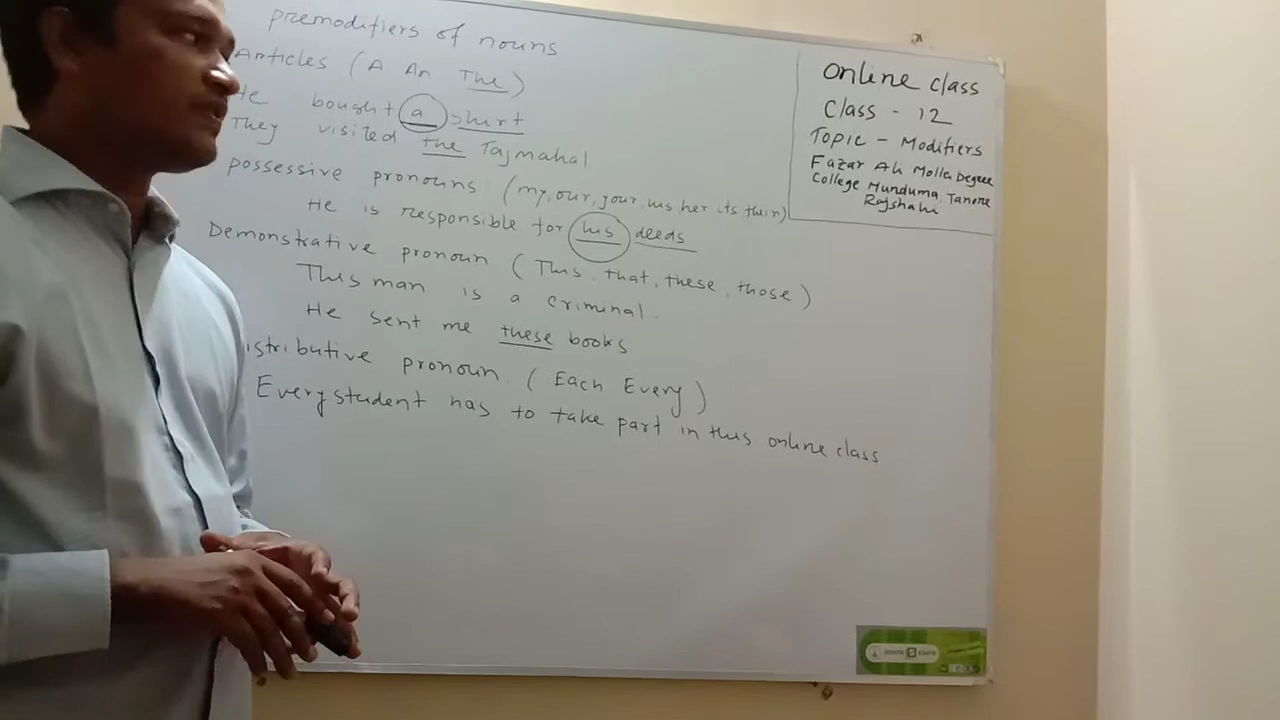 premodifiers of nouns
Articles (A An The)
He bought a shirt
They visited the Tajmahal
possessive pronouns (my, our, your, his her its their)
He is responsible for his deeds
Demonstrative pronoun (This, that, these, those)
This man is a criminal.
He sent me these books
istributive pronoun. (Each Every)
Every student has to take part in this online class
online class
Class - 12
Topic - Modifiers
Fazar Ali Molla Degree
College Munduma, Tanore
Rajshahi